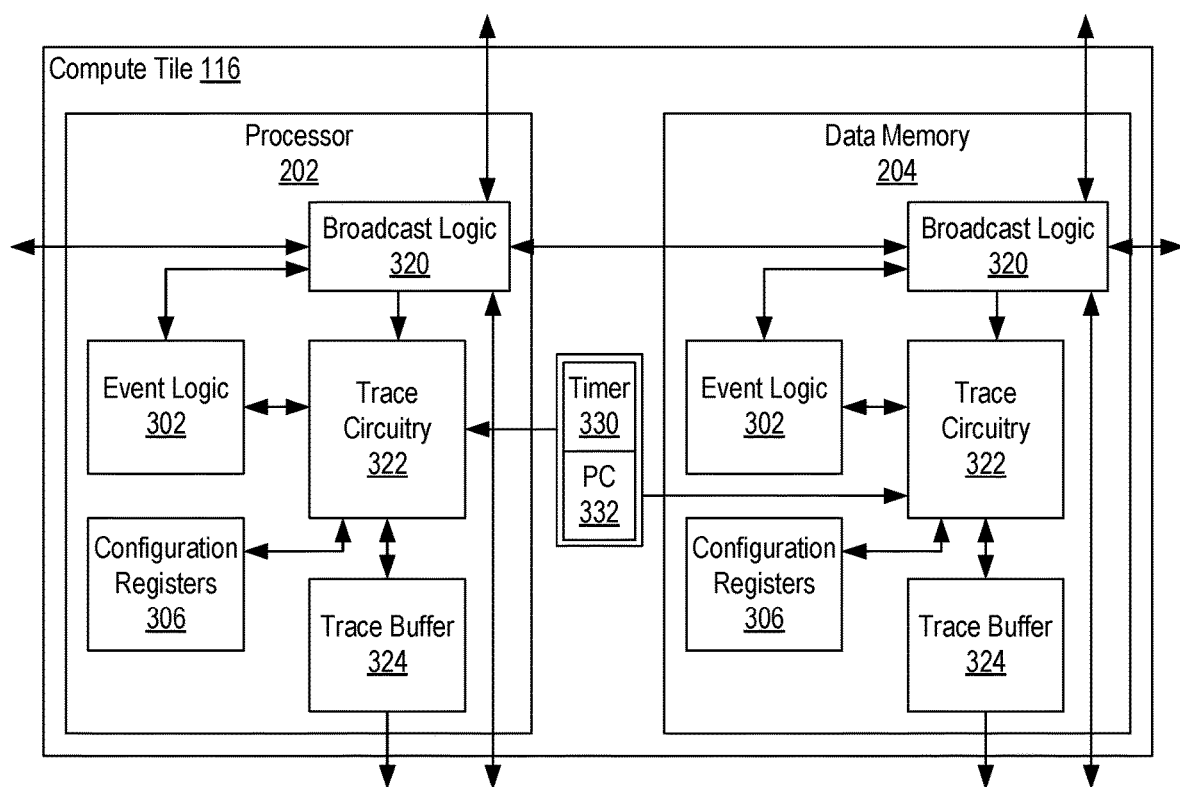 Compute Tile 116
Processor
202
Broadcast Logic
320
Event Logic
302
Trace
Circuitry
322
Configuration
Registers
306
Trace Buffer
324
Timer
330
PC
332
Data Memory
204
Broadcast Logic
320
Event Logic
302
Trace
Circuitry
322
Configuration
Registers
306
Trace Buffer
324